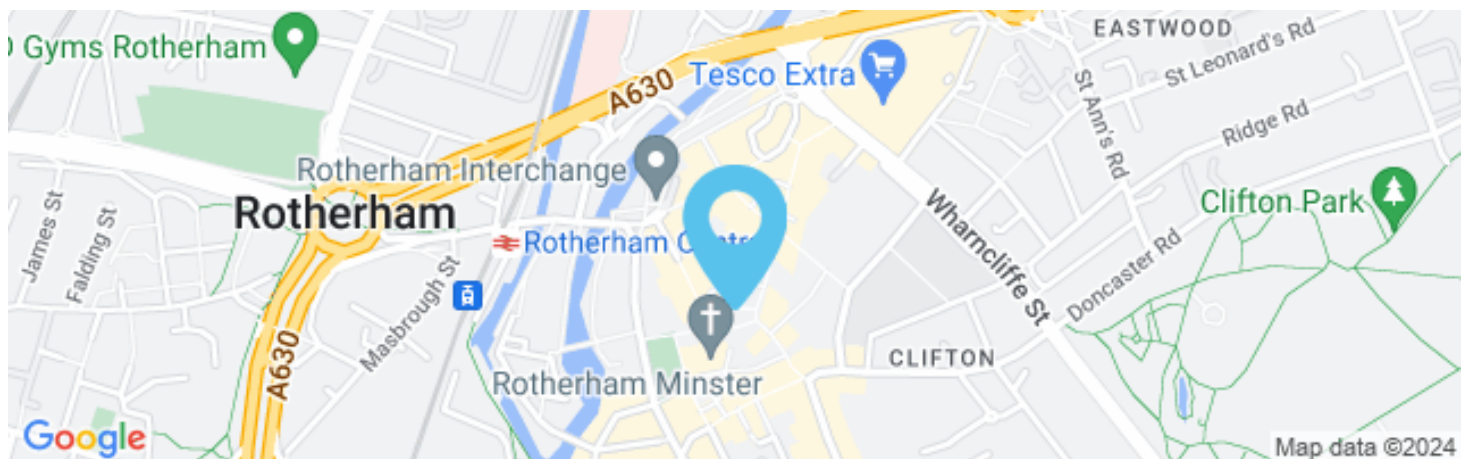 EASTWOOD
Gyms Rotherham
St Leonard's Rd
Tesco Extra
A630
St Ann's Rd
Ridge Rd
Rotherham Interchange
Rotherham
Clifton Park
James St
Falding St
Rotherham
Wharncliffe St
Doncaster Rd
Masbrough St
A630
CLIFTON
Rotherham Minster
Google
Map data ©2024